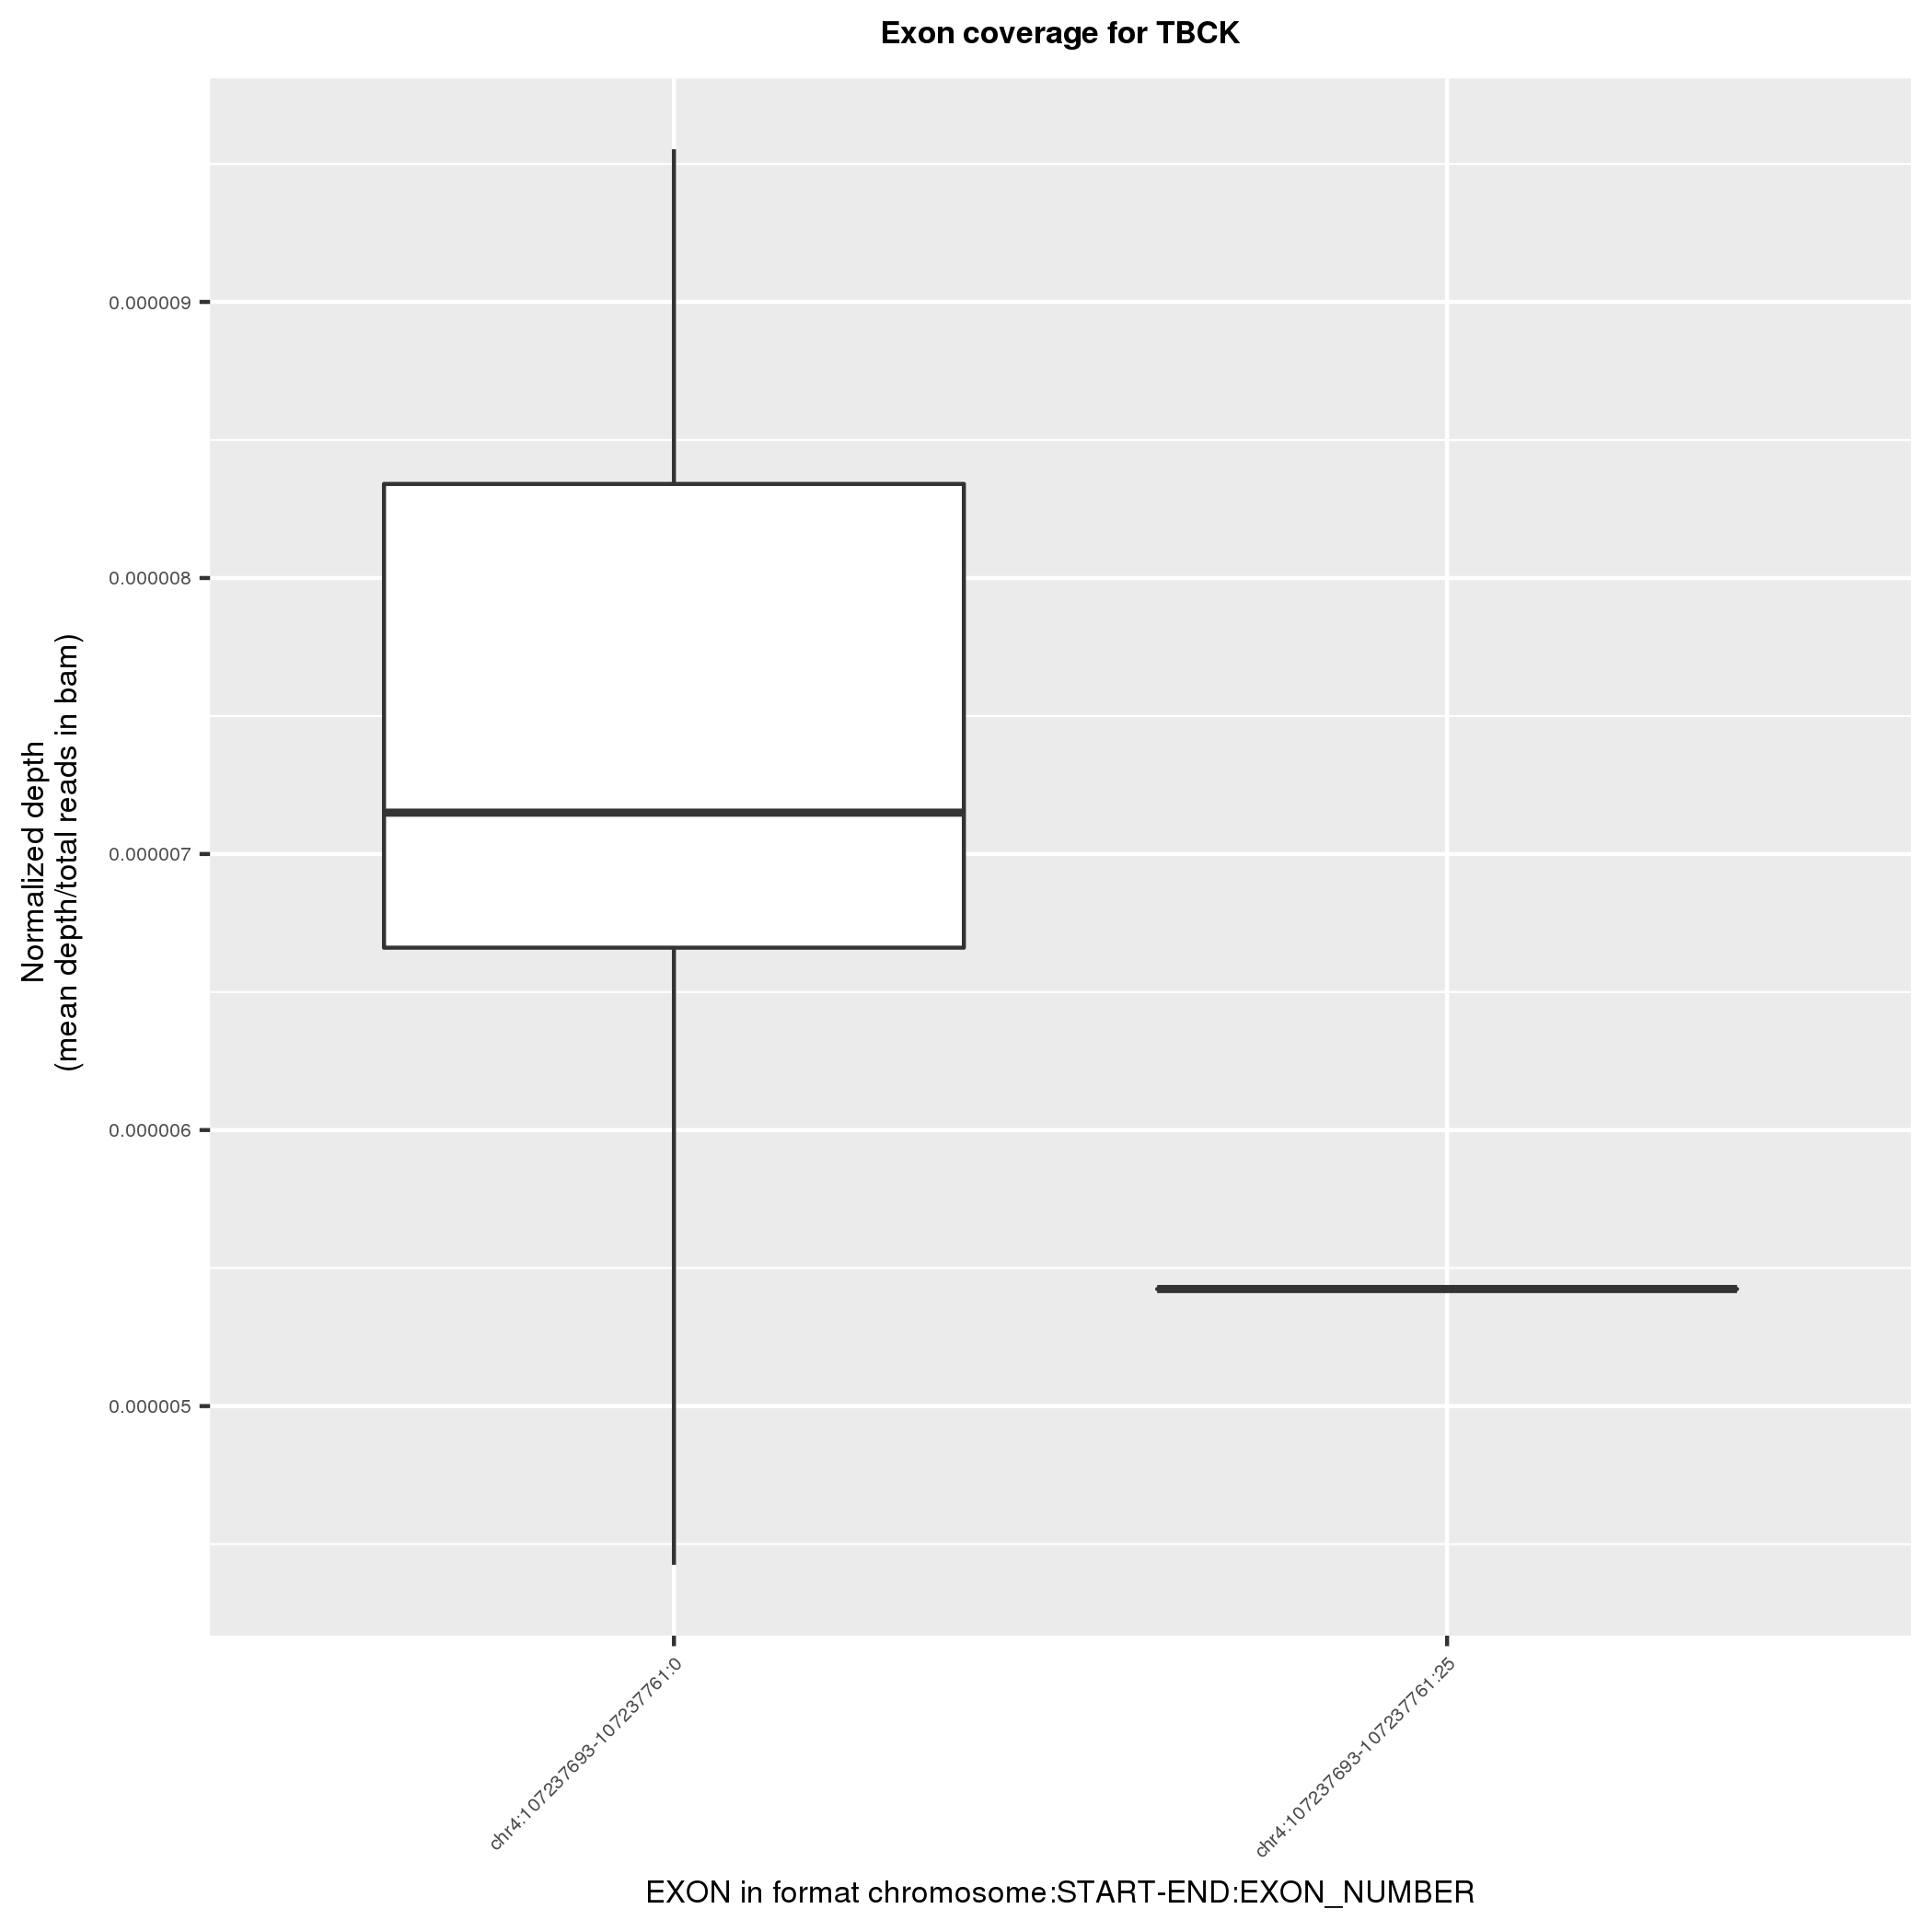 Exon coverage for TBCK
Normalized depth
(mean depth/total reads in bam)
0.000009
0.000008
0.000007
0.000006
0.000005
chr4:107237693-107237761:0
chr4:107237693-107237761:25
EXON in format chromosome:START-END:EXON_NUMBER